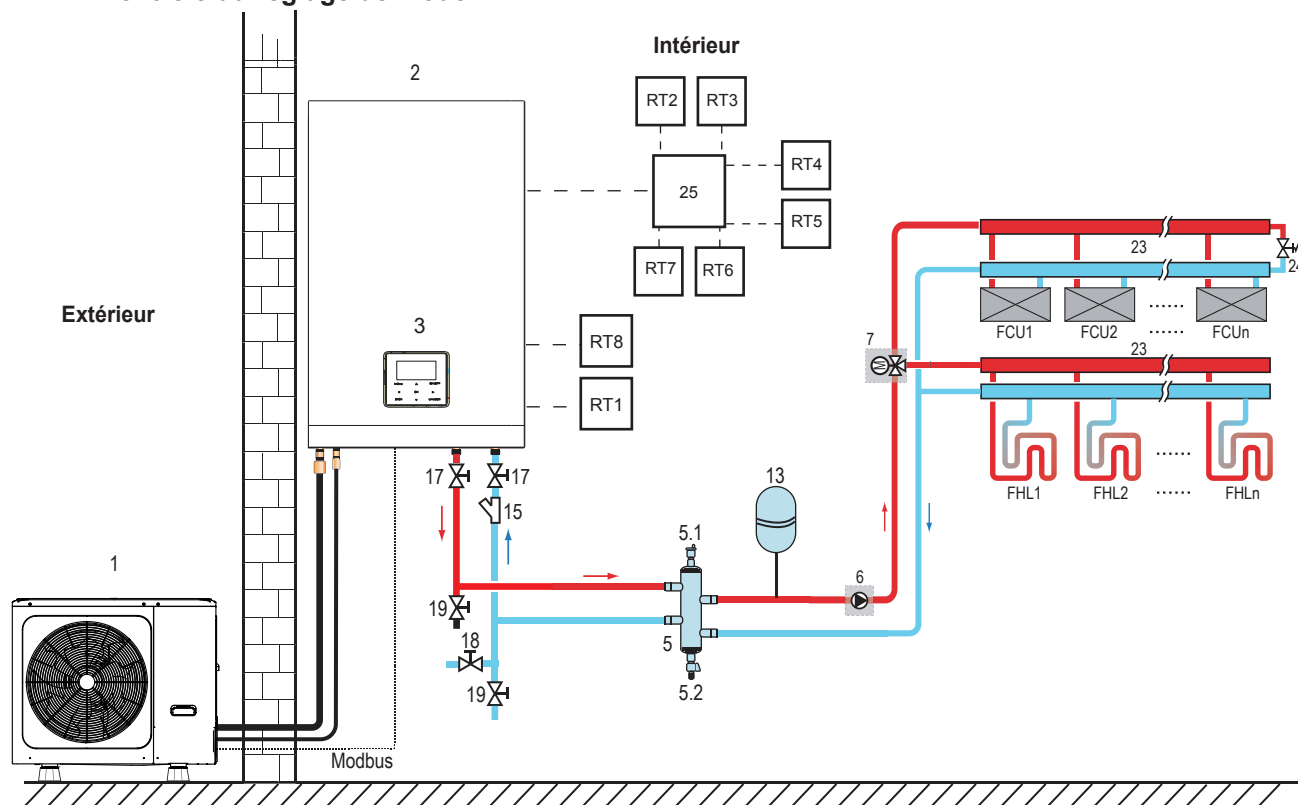 Intérieur
2
RT2
RT3
RT4
25
RT5
RT7
RT6
23
24
Extérieur
FCU1
FCU2
......
......
FCUn
3
RT8
7
23
RT1
17
17
13
FHL1
FHL2
......
......
FHLn
15
5.1
1
6
19
18
5
19
5.2
Modbus